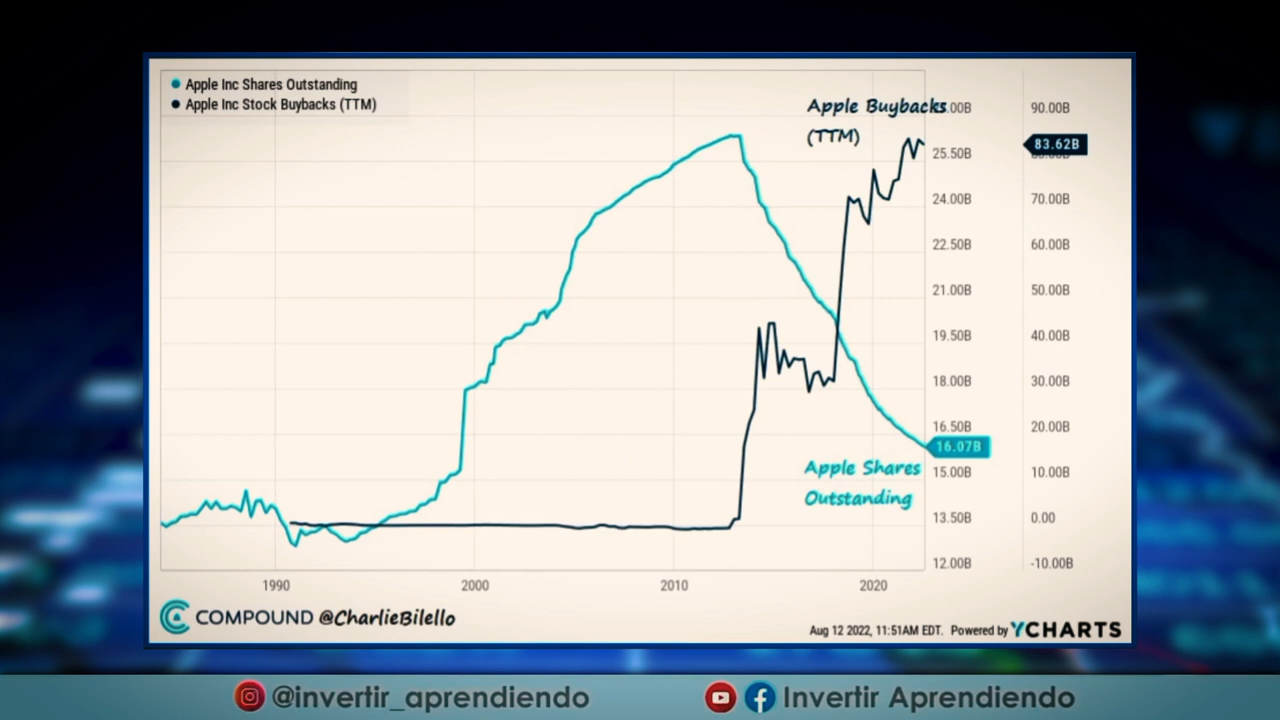 Apple Inc Shares Outstanding
Apple Inc Stock Buybacks (TTM)
Apple Buybacks
(TTM)
.00B
25.50B
24.00B
22.50B
21.00B
19.50B
18.00B
16.50B
16.07B
15.00B
13.50B
12.00B
90.00B
83.62B
70.00B
60.00B
50.00B
40.00B
30.00B
20.00B
10.00B
0.00
-10.00B
Apple Shares
Outstanding
1990 2000 2010 2020
COMPOUND @CharlieBilello
Aug 12 2022, 11:51AM EDT. Powered by YCHARTS
@invertir_aprendiendo Invertir Aprendiendo